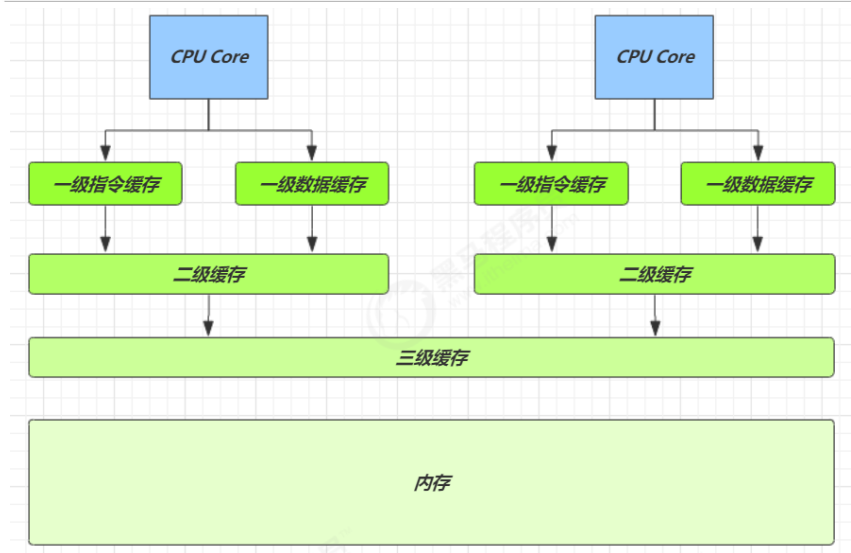 CPU Core
CPU Core
一级指令缓存
一级数据缓存
一级指令缓存
一级数据缓存
二级缓存
二级缓存
三级缓存
内存